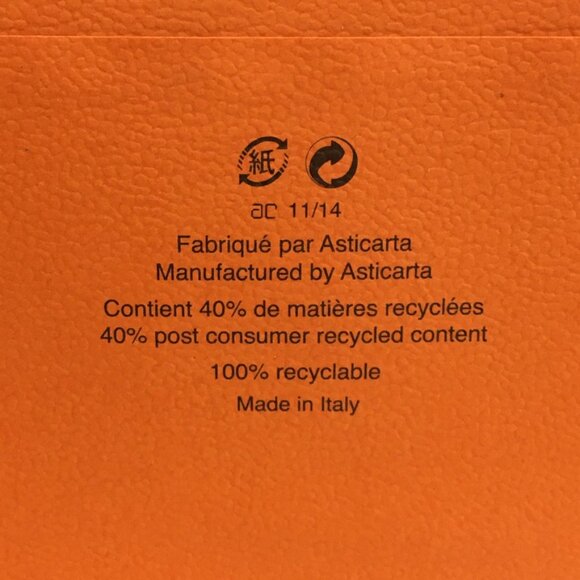 紙
ac 11/14
Fabriqué par Asticarta
Manufactured by Asticarta
Contient 40% de matières recyclées
40% post consumer recycled content
100% recyclable
Made in Italy